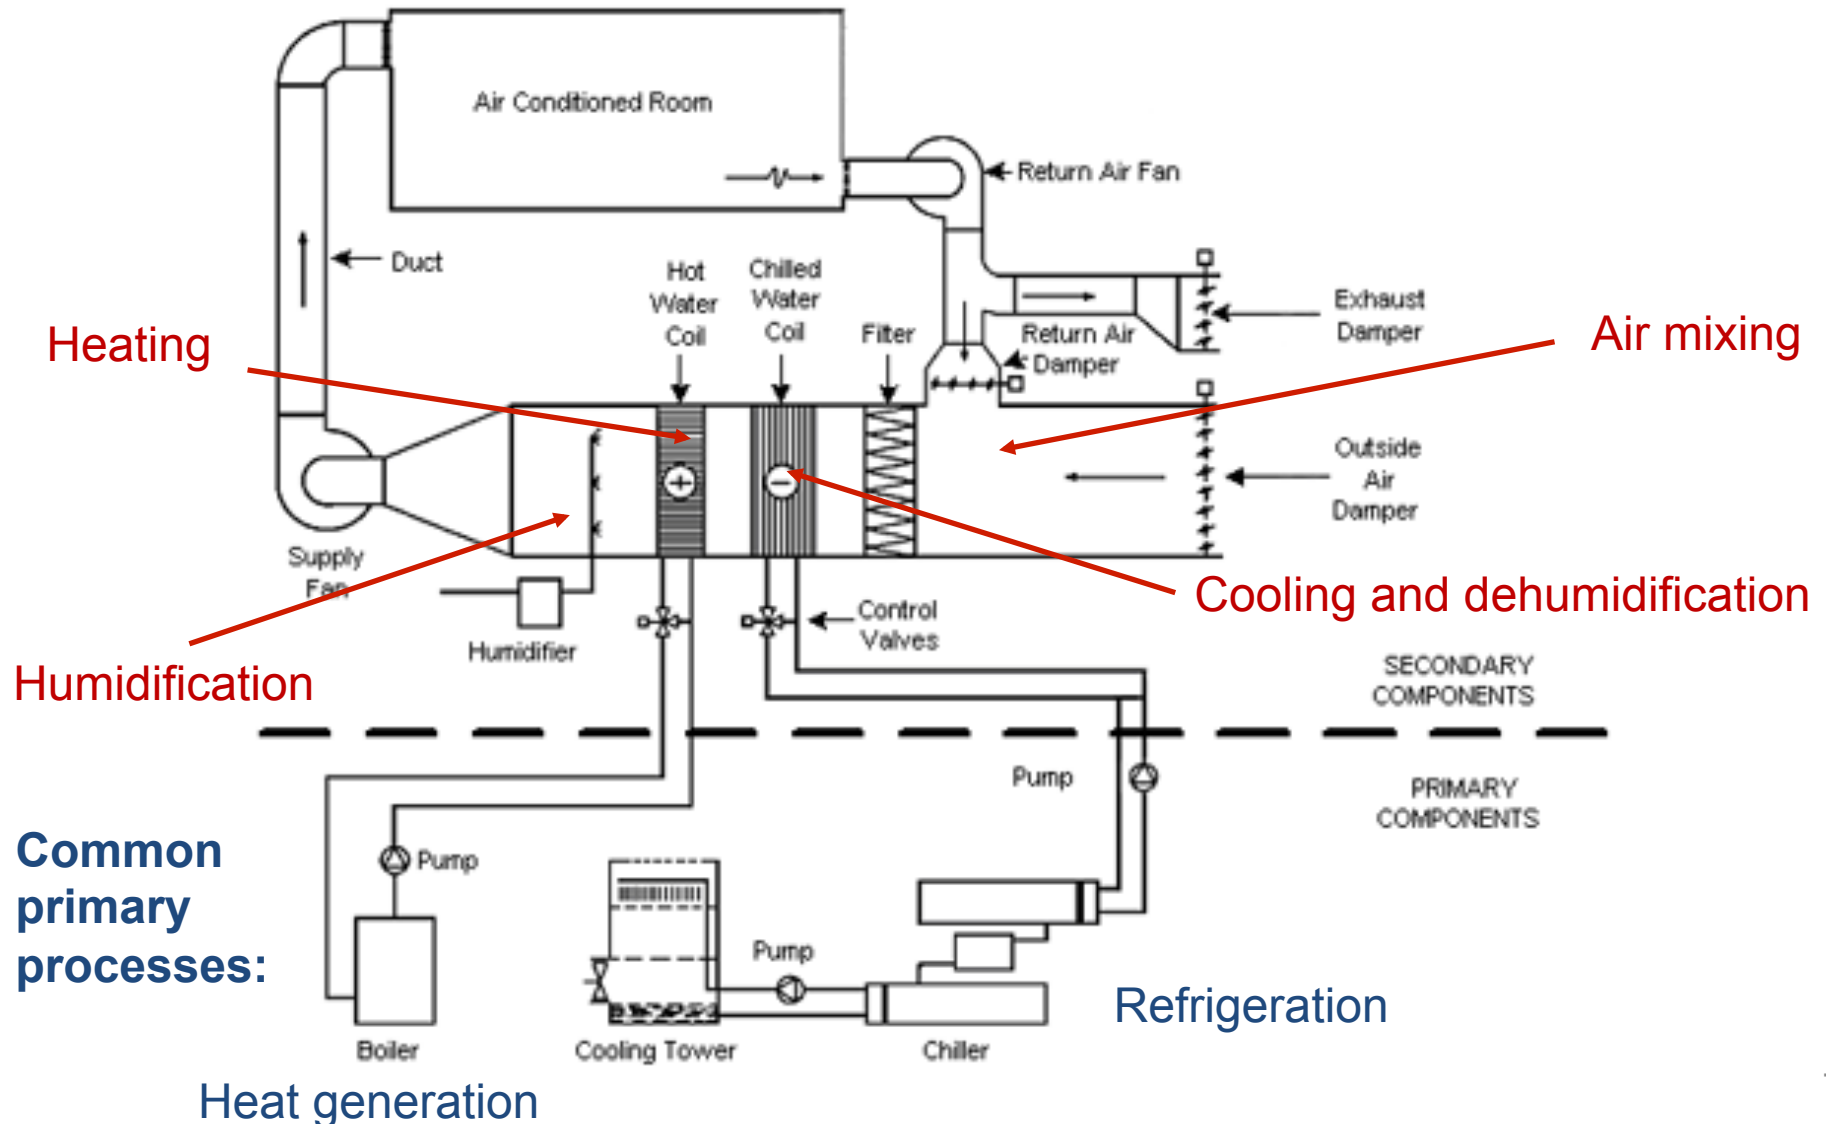 Air Conditioned Room
Return Air Fan
Duct
Hot
Water
Coil
Chilled
Water
Coil
Filter
Return Air
Damper
Exhaust
Damper
Heating
Air mixing
Outside
Air
Damper
Supply
Fan
Humidifier
Control
Valves
Cooling and dehumidification
Humidification
SECONDARY
COMPONENTS
Pump
PRIMARY
COMPONENTS
Common
primary
processes:
Pump
Pump
Refrigeration
Boiler
Cooling Tower
Chiller
Heat generation